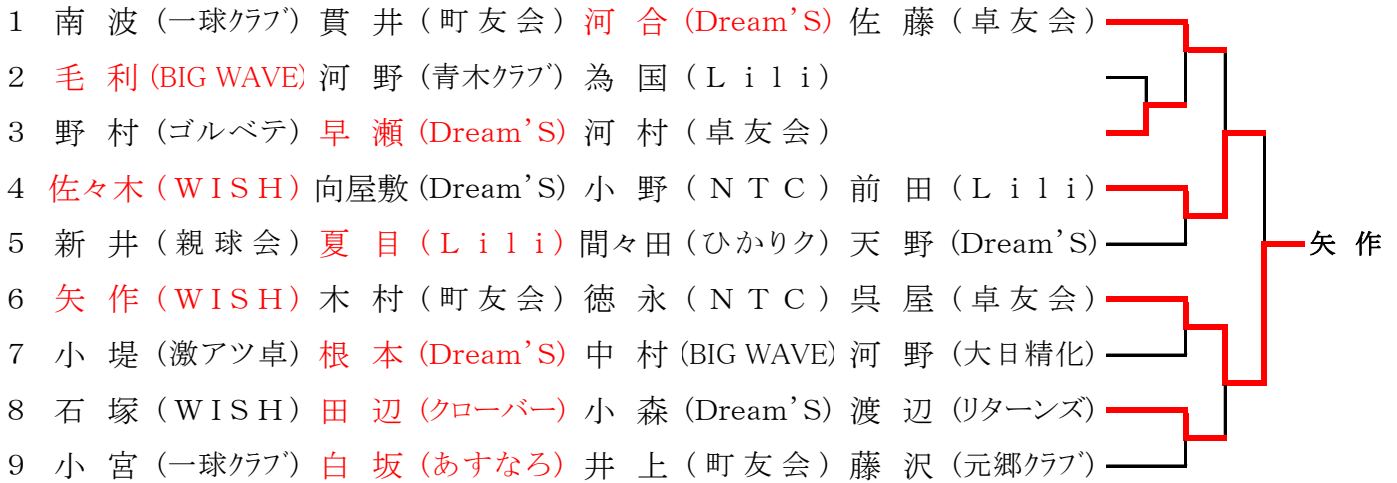 1 南波 (一球ｸﾗﾌﾞ) 貫井 (町友会) 河合 (Dream'S) 佐藤 (卓友会)
2 毛利 (BIG WAVE) 河野 (青木ｸﾗﾌﾞ) 為国 (Lili)
3 野村 (ゴルベテ) 早瀬 (Dream'S) 河村 (卓友会)
4 佐々木 (WISH) 向屋敷 (Dream'S) 小野 (NTC) 前田 (Lili)
5 新井 (親球会) 夏目 (Lili) 間々田 (ひかりク) 天野 (Dream'S)
矢作
6 矢作 (WISH) 木村 (町友会) 徳永 (NTC) 呉屋 (卓友会)
7 小堤 (激アツ卓) 根本 (Dream'S) 中村 (BIG WAVE) 河野 (大日精化)
8 石塚 (WISH) 田辺 (クローバー) 小森 (Dream'S) 渡辺 (リターンズ)
9 小宮 (一球ｸﾗﾌﾞ) 白坂 (あすなろ) 井上 (町友会) 藤沢 (元郷ｸﾗﾌﾞ)